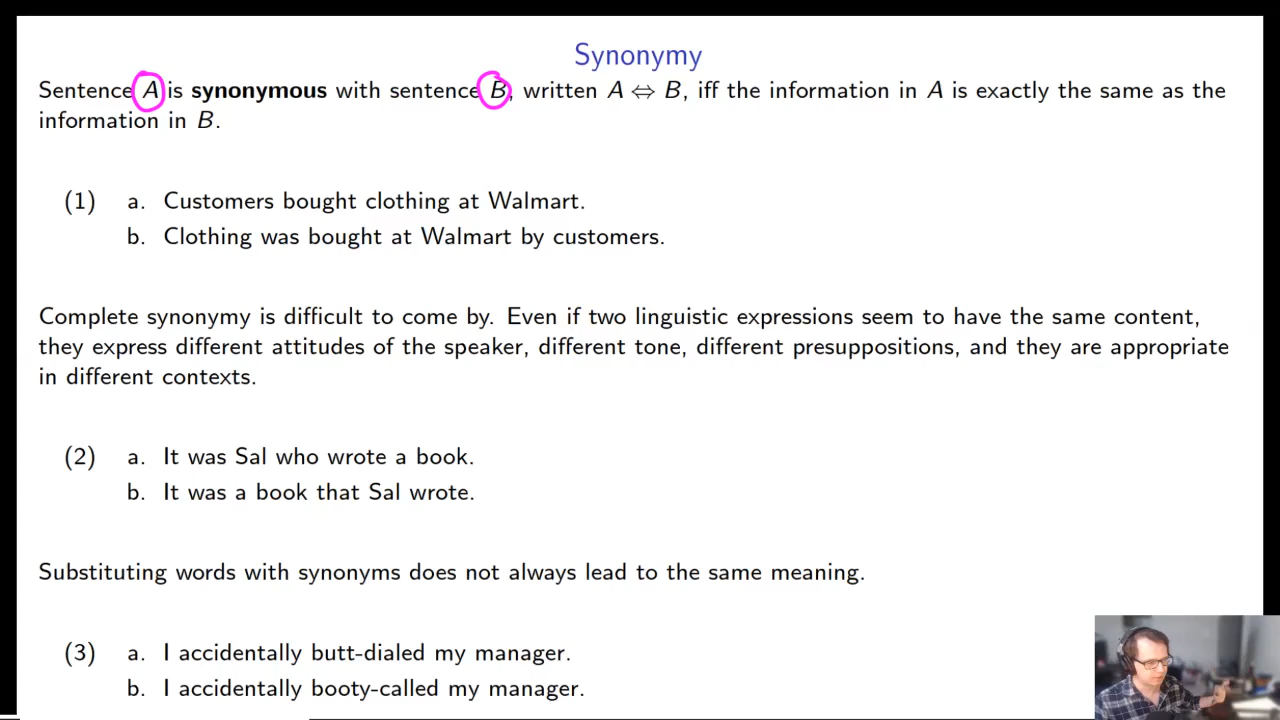 Synonymy
Sentence A is synonymous with sentence B, written A ⇔ B, iff the information in A is exactly the same as the
information in B.
(1) a. Customers bought clothing at Walmart.
b. Clothing was bought at Walmart by customers.
Complete synonymy is difficult to come by. Even if two linguistic expressions seem to have the same content,
they express different attitudes of the speaker, different tone, different presuppositions, and they are appropriate
in different contexts.
(2) a. It was Sal who wrote a book.
b. It was a book that Sal wrote.
Substituting words with synonyms does not always lead to the same meaning.
(3) a. I accidentally butt-dialed my manager.
b. I accidentally booty-called my manager.